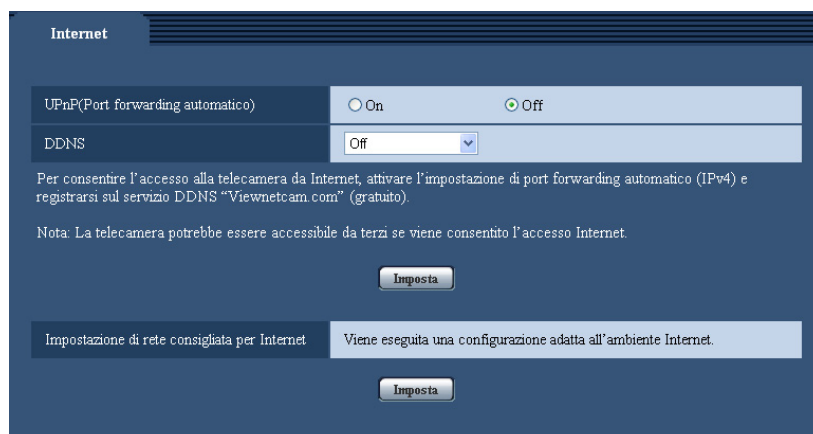 Internet
UPnP(Port forwarding automatico)
On
Off
DDNS
Off
Per consentire l'accesso alla telecamera da Internet, attivare l'impostazione di port forwarding automatico (IPv4) e
registrarsi sul servizio DDNS “Viewnetcam.com” (gratuito).
Nota: La telecamera potrebbe essere accessibile da terzi se viene consentito l'accesso Internet.
Imposta
Impostazione di rete consigliata per Internet
Viene eseguita una configurazione adatta all'ambiente Internet.
Imposta